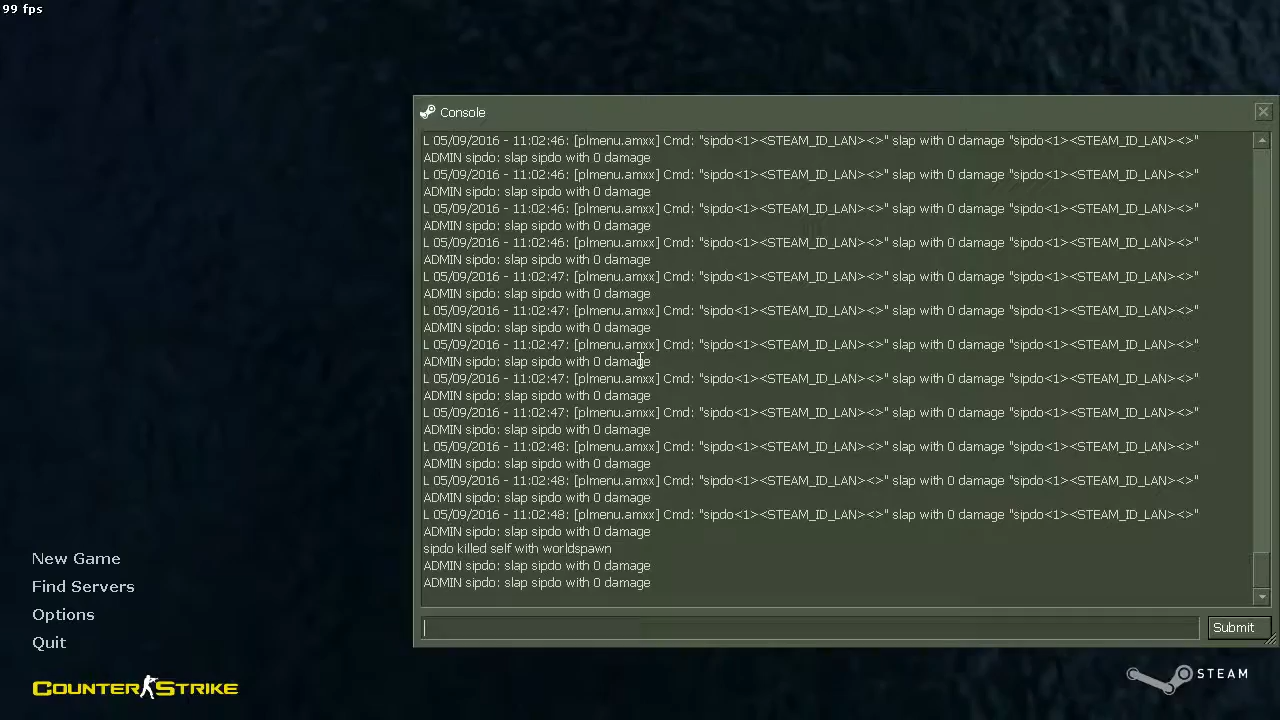 99 fps
Console
L 05/09/2016 - 11:02:46: [plmenu.amxx] Cmd: "sipdo<1><STEAM_ID_LAN><>" slap with 0 damage "sipdo<1><STEAM_ID_LAN><>"
ADMIN sipdo: slap sipdo with 0 damage
L 05/09/2016 - 11:02:46: [plmenu.amxx] Cmd: "sipdo<1><STEAM_ID_LAN><>" slap with 0 damage "sipdo<1><STEAM_ID_LAN><>"
ADMIN sipdo: slap sipdo with 0 damage
L 05/09/2016 - 11:02:46: [plmenu.amxx] Cmd: "sipdo<1><STEAM_ID_LAN><>" slap with 0 damage "sipdo<1><STEAM_ID_LAN><>"
ADMIN sipdo: slap sipdo with 0 damage
L 05/09/2016 - 11:02:46: [plmenu.amxx] Cmd: "sipdo<1><STEAM_ID_LAN><>" slap with 0 damage "sipdo<1><STEAM_ID_LAN><>"
ADMIN sipdo: slap sipdo with 0 damage
L 05/09/2016 - 11:02:47: [plmenu.amxx] Cmd: "sipdo<1><STEAM_ID_LAN><>" slap with 0 damage "sipdo<1><STEAM_ID_LAN><>"
ADMIN sipdo: slap sipdo with 0 damage
L 05/09/2016 - 11:02:47: [plmenu.amxx] Cmd: "sipdo<1><STEAM_ID_LAN><>" slap with 0 damage "sipdo<1><STEAM_ID_LAN><>"
ADMIN sipdo: slap sipdo with 0 damage
L 05/09/2016 - 11:02:47: [plmenu.amxx] Cmd: "sipdo<1><STEAM_ID_LAN><>" slap with 0 damage "sipdo<1><STEAM_ID_LAN><>"
ADMIN sipdo: slap sipdo with 0 damage
L 05/09/2016 - 11:02:47: [plmenu.amxx] Cmd: "sipdo<1><STEAM_ID_LAN><>" slap with 0 damage "sipdo<1><STEAM_ID_LAN><>"
ADMIN sipdo: slap sipdo with 0 damage
L 05/09/2016 - 11:02:47: [plmenu.amxx] Cmd: "sipdo<1><STEAM_ID_LAN><>" slap with 0 damage "sipdo<1><STEAM_ID_LAN><>"
ADMIN sipdo: slap sipdo with 0 damage
L 05/09/2016 - 11:02:48: [plmenu.amxx] Cmd: "sipdo<1><STEAM_ID_LAN><>" slap with 0 damage "sipdo<1><STEAM_ID_LAN><>"
ADMIN sipdo: slap sipdo with 0 damage
L 05/09/2016 - 11:02:48: [plmenu.amxx] Cmd: "sipdo<1><STEAM_ID_LAN><>" slap with 0 damage "sipdo<1><STEAM_ID_LAN><>"
ADMIN sipdo: slap sipdo with 0 damage
L 05/09/2016 - 11:02:48: [plmenu.amxx] Cmd: "sipdo<1><STEAM_ID_LAN><>" slap with 0 damage "sipdo<1><STEAM_ID_LAN><>"
ADMIN sipdo: slap sipdo with 0 damage
sipdo killed self with worldspawn
ADMIN sipdo: slap sipdo with 0 damage
ADMIN sipdo: slap sipdo with 0 damage
Submit
New Game
Find Servers
Options
Quit
COUNTER STRIKE
STEAM